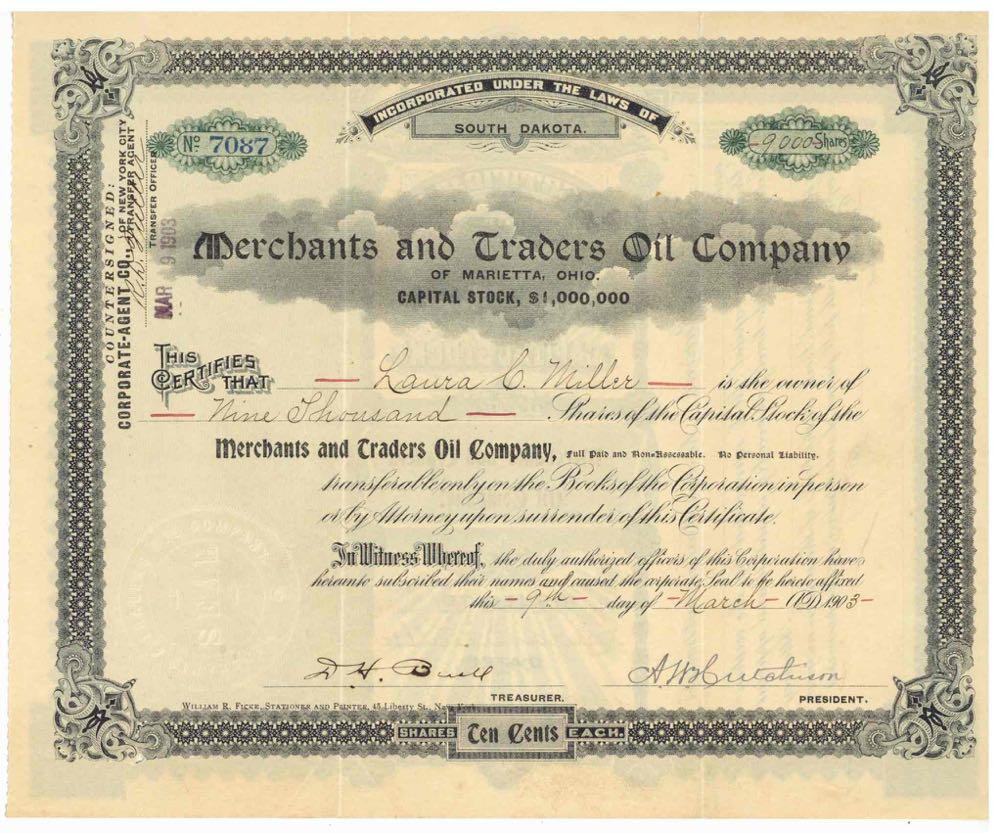 INCORPORATED UNDER THE LAWS OF
SOUTH DAKOTA.
No 7087
9000 Shares
COUNTERSIGNED:
CORPORATE-AGENT CO., OF NEW YORK CITY
TRANSFER AGENT
TRANSFER OFFICER
MAR 9 1903
Merchants and Traders Oil Company
OF MARIETTA, OHIO.
CAPITAL STOCK, $1,000,000
THIS CERTIFIES THAT Laura C. Miller is the owner of
Nine Thousand Shares of the Capital Stock of the
Merchants and Traders Oil Company, Full Paid and Non-Assessable. No Personal Liability.
transferable only on the Books of the Corporation in person
or by Attorney upon surrender of this Certificate.
In Witness Whereof, the duly authorized officers of this Corporation have
hereunto subscribed their names and caused the corporate Seal to be hereto affixed
this 9th day of March A.D. 1903
D. H. Buell
A W Hutchinson
TREASURER.
PRESIDENT.
WILLIAM R. FICKE, STATIONER AND PRINTER, 45 Liberty St., New York
SHARES Ten Cents EACH.